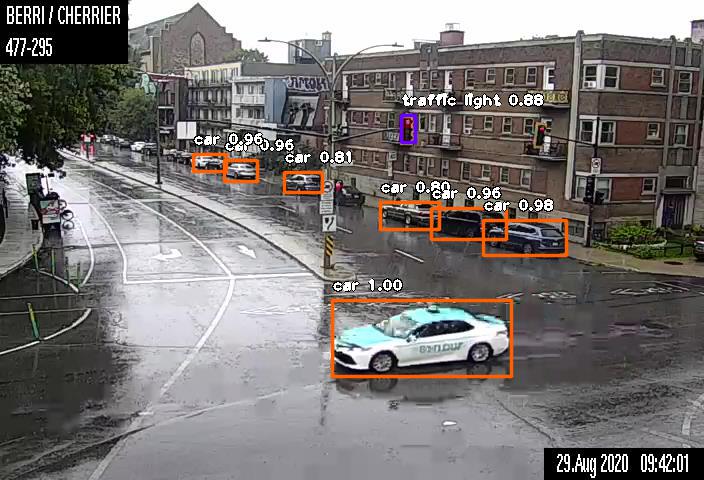 BERRI / CHERRIER
477-295
traffic light 0.88
car 0.96
car 0.96
car 0.81
car 0.80
car 0.96
car 0.98
car 1.00
29.Aug 2020 09:42:01